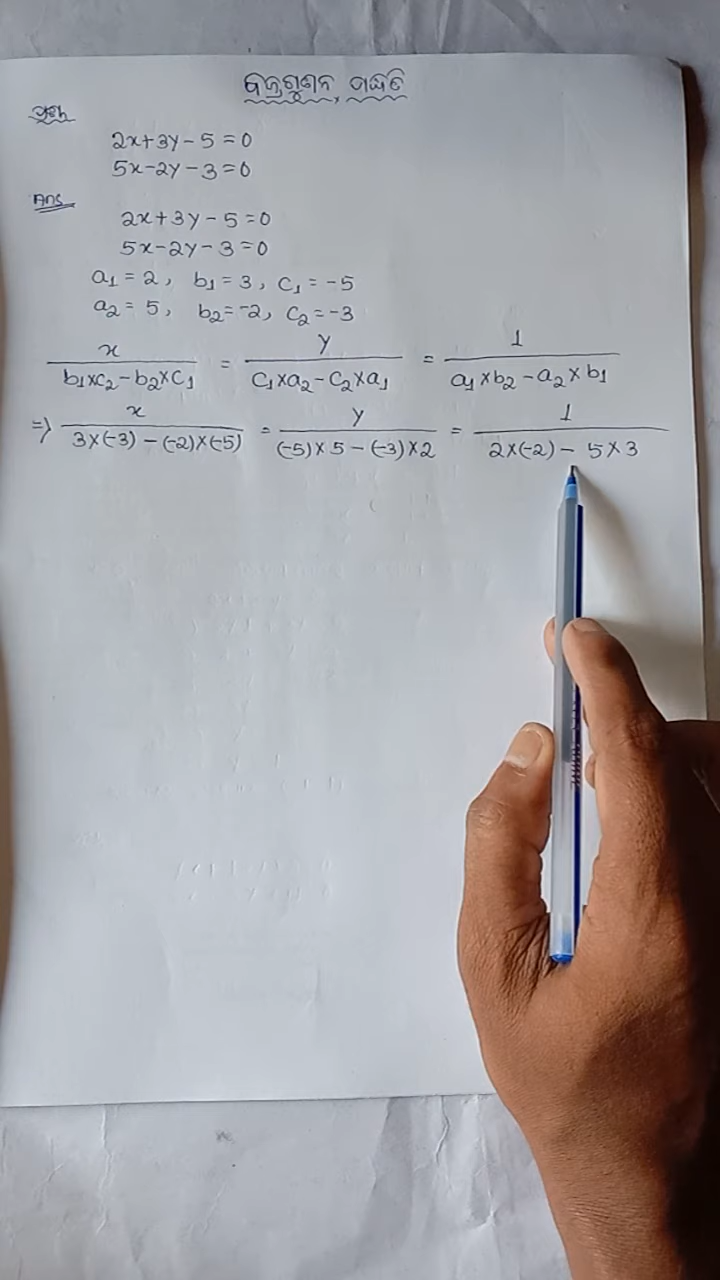 ବଜ୍ରଗୁଣନ ପଦ୍ଧତି
ପ୍ରଶ୍ନ
2x+3y-5=0
5x-2y-3=0
Ans
2x+3y-5=0
5x-2y-3=0
a₁=2, b₁=3, c₁=-5
a₂=5, b₂=-2, c₂=-3
x/(b₁×c₂-b₂×c₁) = y/(c₁×a₂-c₂×a₁) = 1/(a₁×b₂-a₂×b₁)
⇒ x/(3×(-3)-(-2)×(-5)) = y/((-5)×5-(-3)×2) = 1/(2×(-2)-5×3)